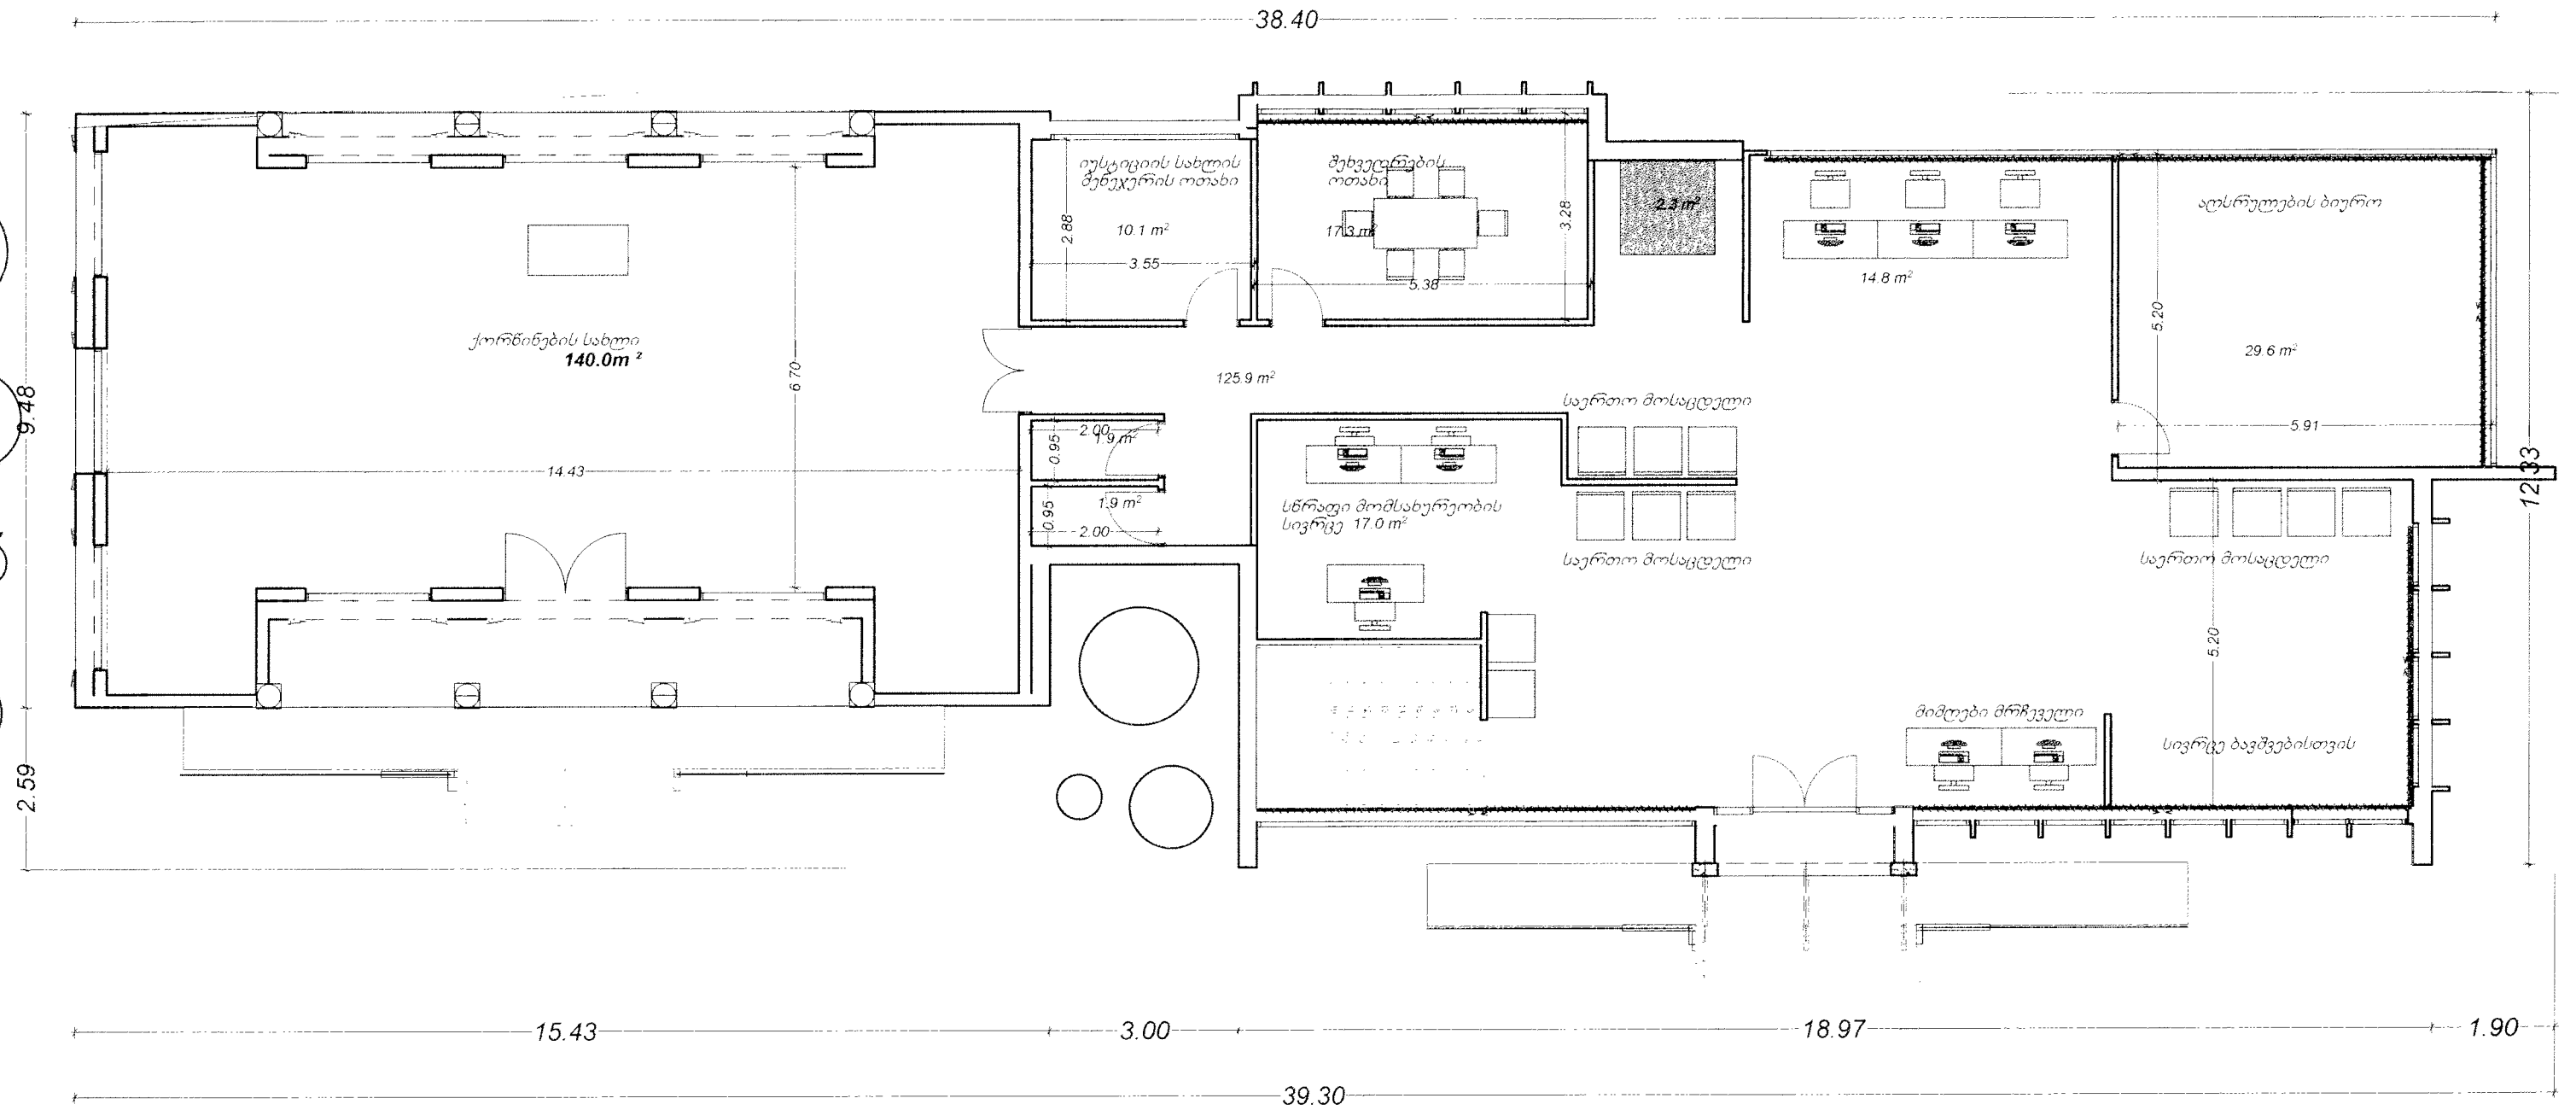 38.40
იუსტიციის სახლის
მენეჯერის ოთახი
10.1 m²
2.88
3.55
შეხვედრების
ოთახი
17.3 m²
3.28
5.38
2.3 m²
14.8 m²
აღსრულების ბიურო
29.6 m²
5.20
5.91
12.33
9.48
2.59
ქორწინების სახლი
140.0m²
6.70
14.43
125.9 m²
2.00
1.9 m²
0.95
1.9 m²
0.95
2.00
საერთო მოსაცდელი
სწრაფი მომსახურეობის
სივრცე 17.0 m²
საერთო მოსაცდელი
საერთო მოსაცდელი
5.20
მიმღები მრჩეველი
სივრცე ბავშვებისთვის
15.43
3.00
18.97
1.90
39.30